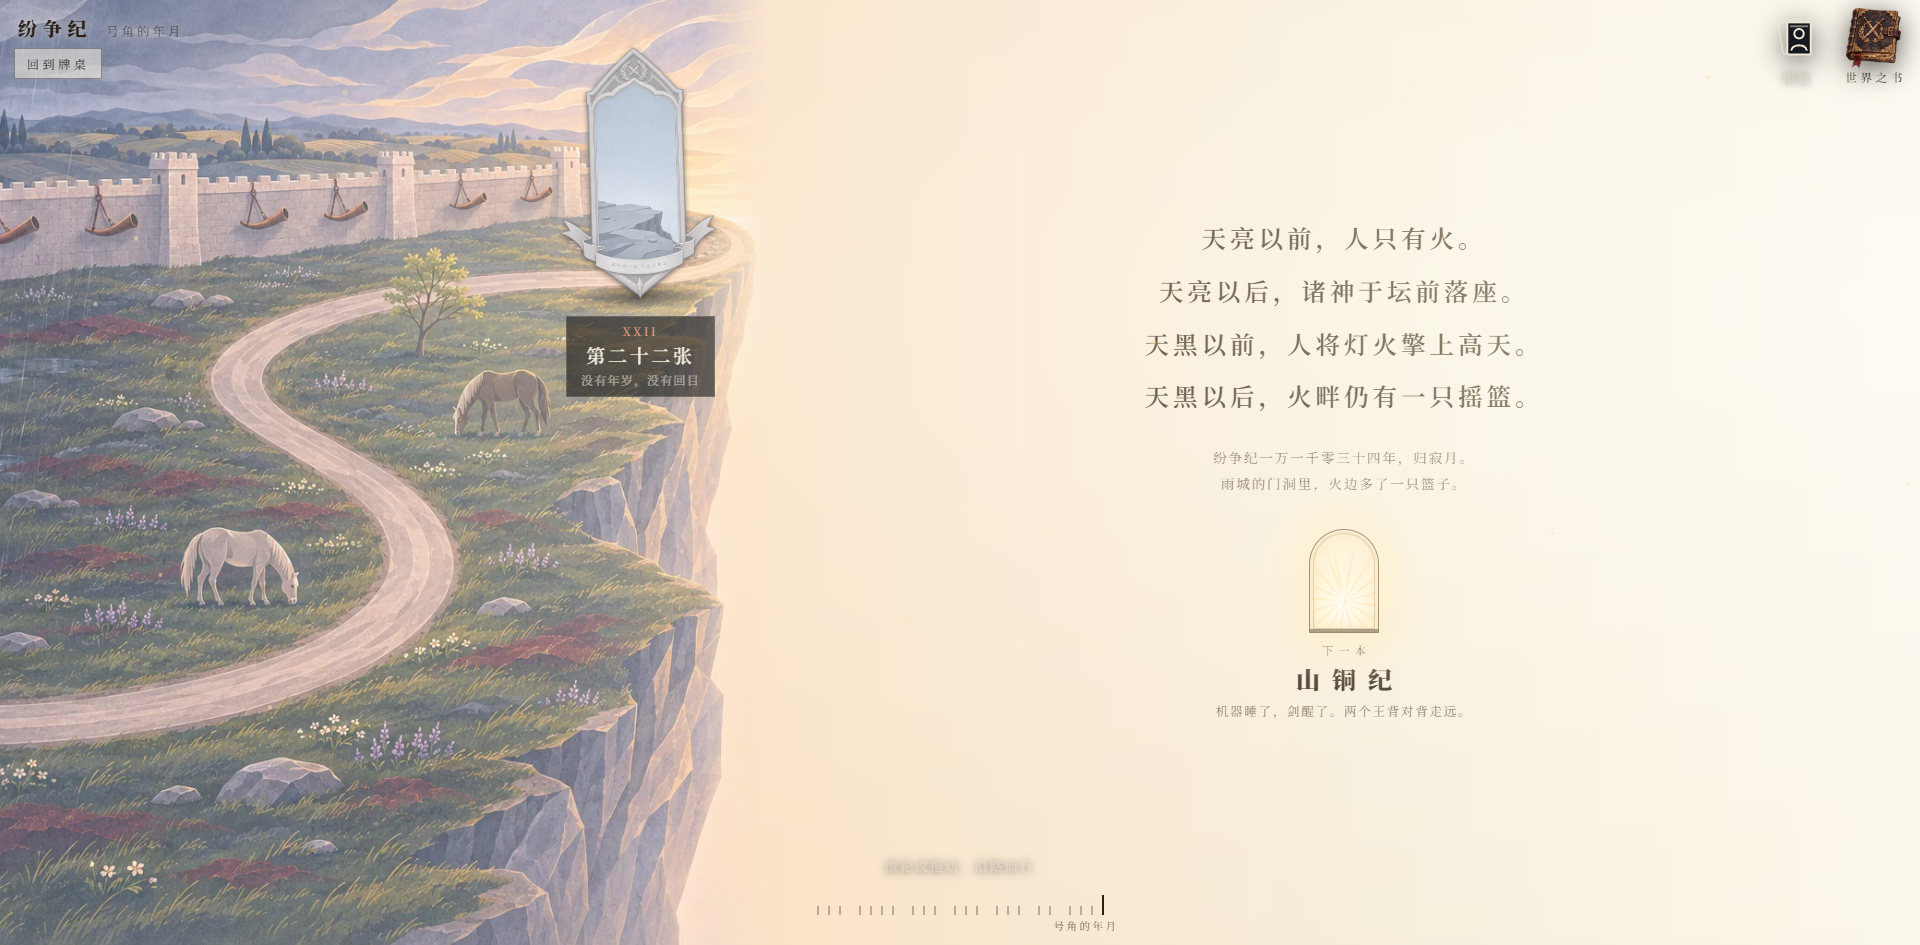 纷争纪 号角的年月
回到牌桌
世界之书
XXII
第二十二张
没有年岁，没有回目
天亮以前，人只有火。
天亮以后，诸神于坛前落座。
天黑以前，人将灯火擎上高天。
天黑以后，火畔仍有一只摇篮。
纷争纪一万一千零三十四年，归寂月。
雨城的门洞里，火边多了一只篮子。
下一本
山铜纪
机器睡了，剑醒了。两个王背对背走远。
号角的年月